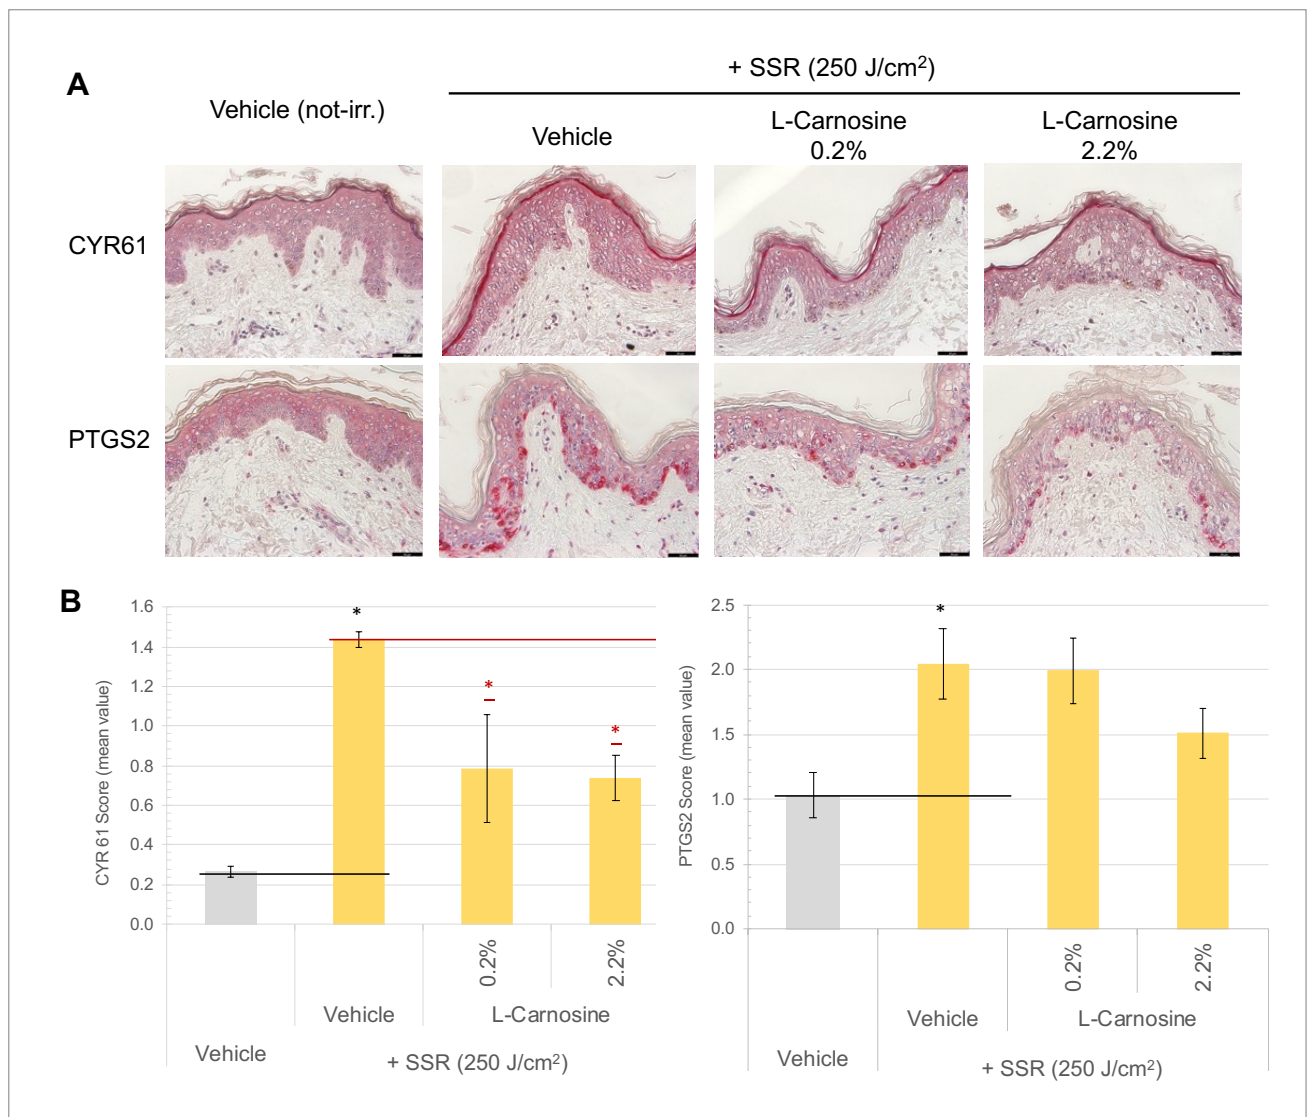 A
+ SSR (250 J/cm²)
Vehicle (not-irr.)
Vehicle
L-Carnosine
0.2%
L-Carnosine
2.2%
CYR61
PTGS2
B
CYR 61 Score (mean value)
1.6
1.4
1.2
1.0
0.8
0.6
0.4
0.2
0.0
*
*
*
0.2%
2.2%
Vehicle
L-Carnosine
Vehicle
+ SSR (250 J/cm²)
PTGS2 Score (mean value)
2.5
2.0
1.5
1.0
0.5
0.0
*
0.2%
2.2%
Vehicle
L-Carnosine
Vehicle
+ SSR (250 J/cm²)